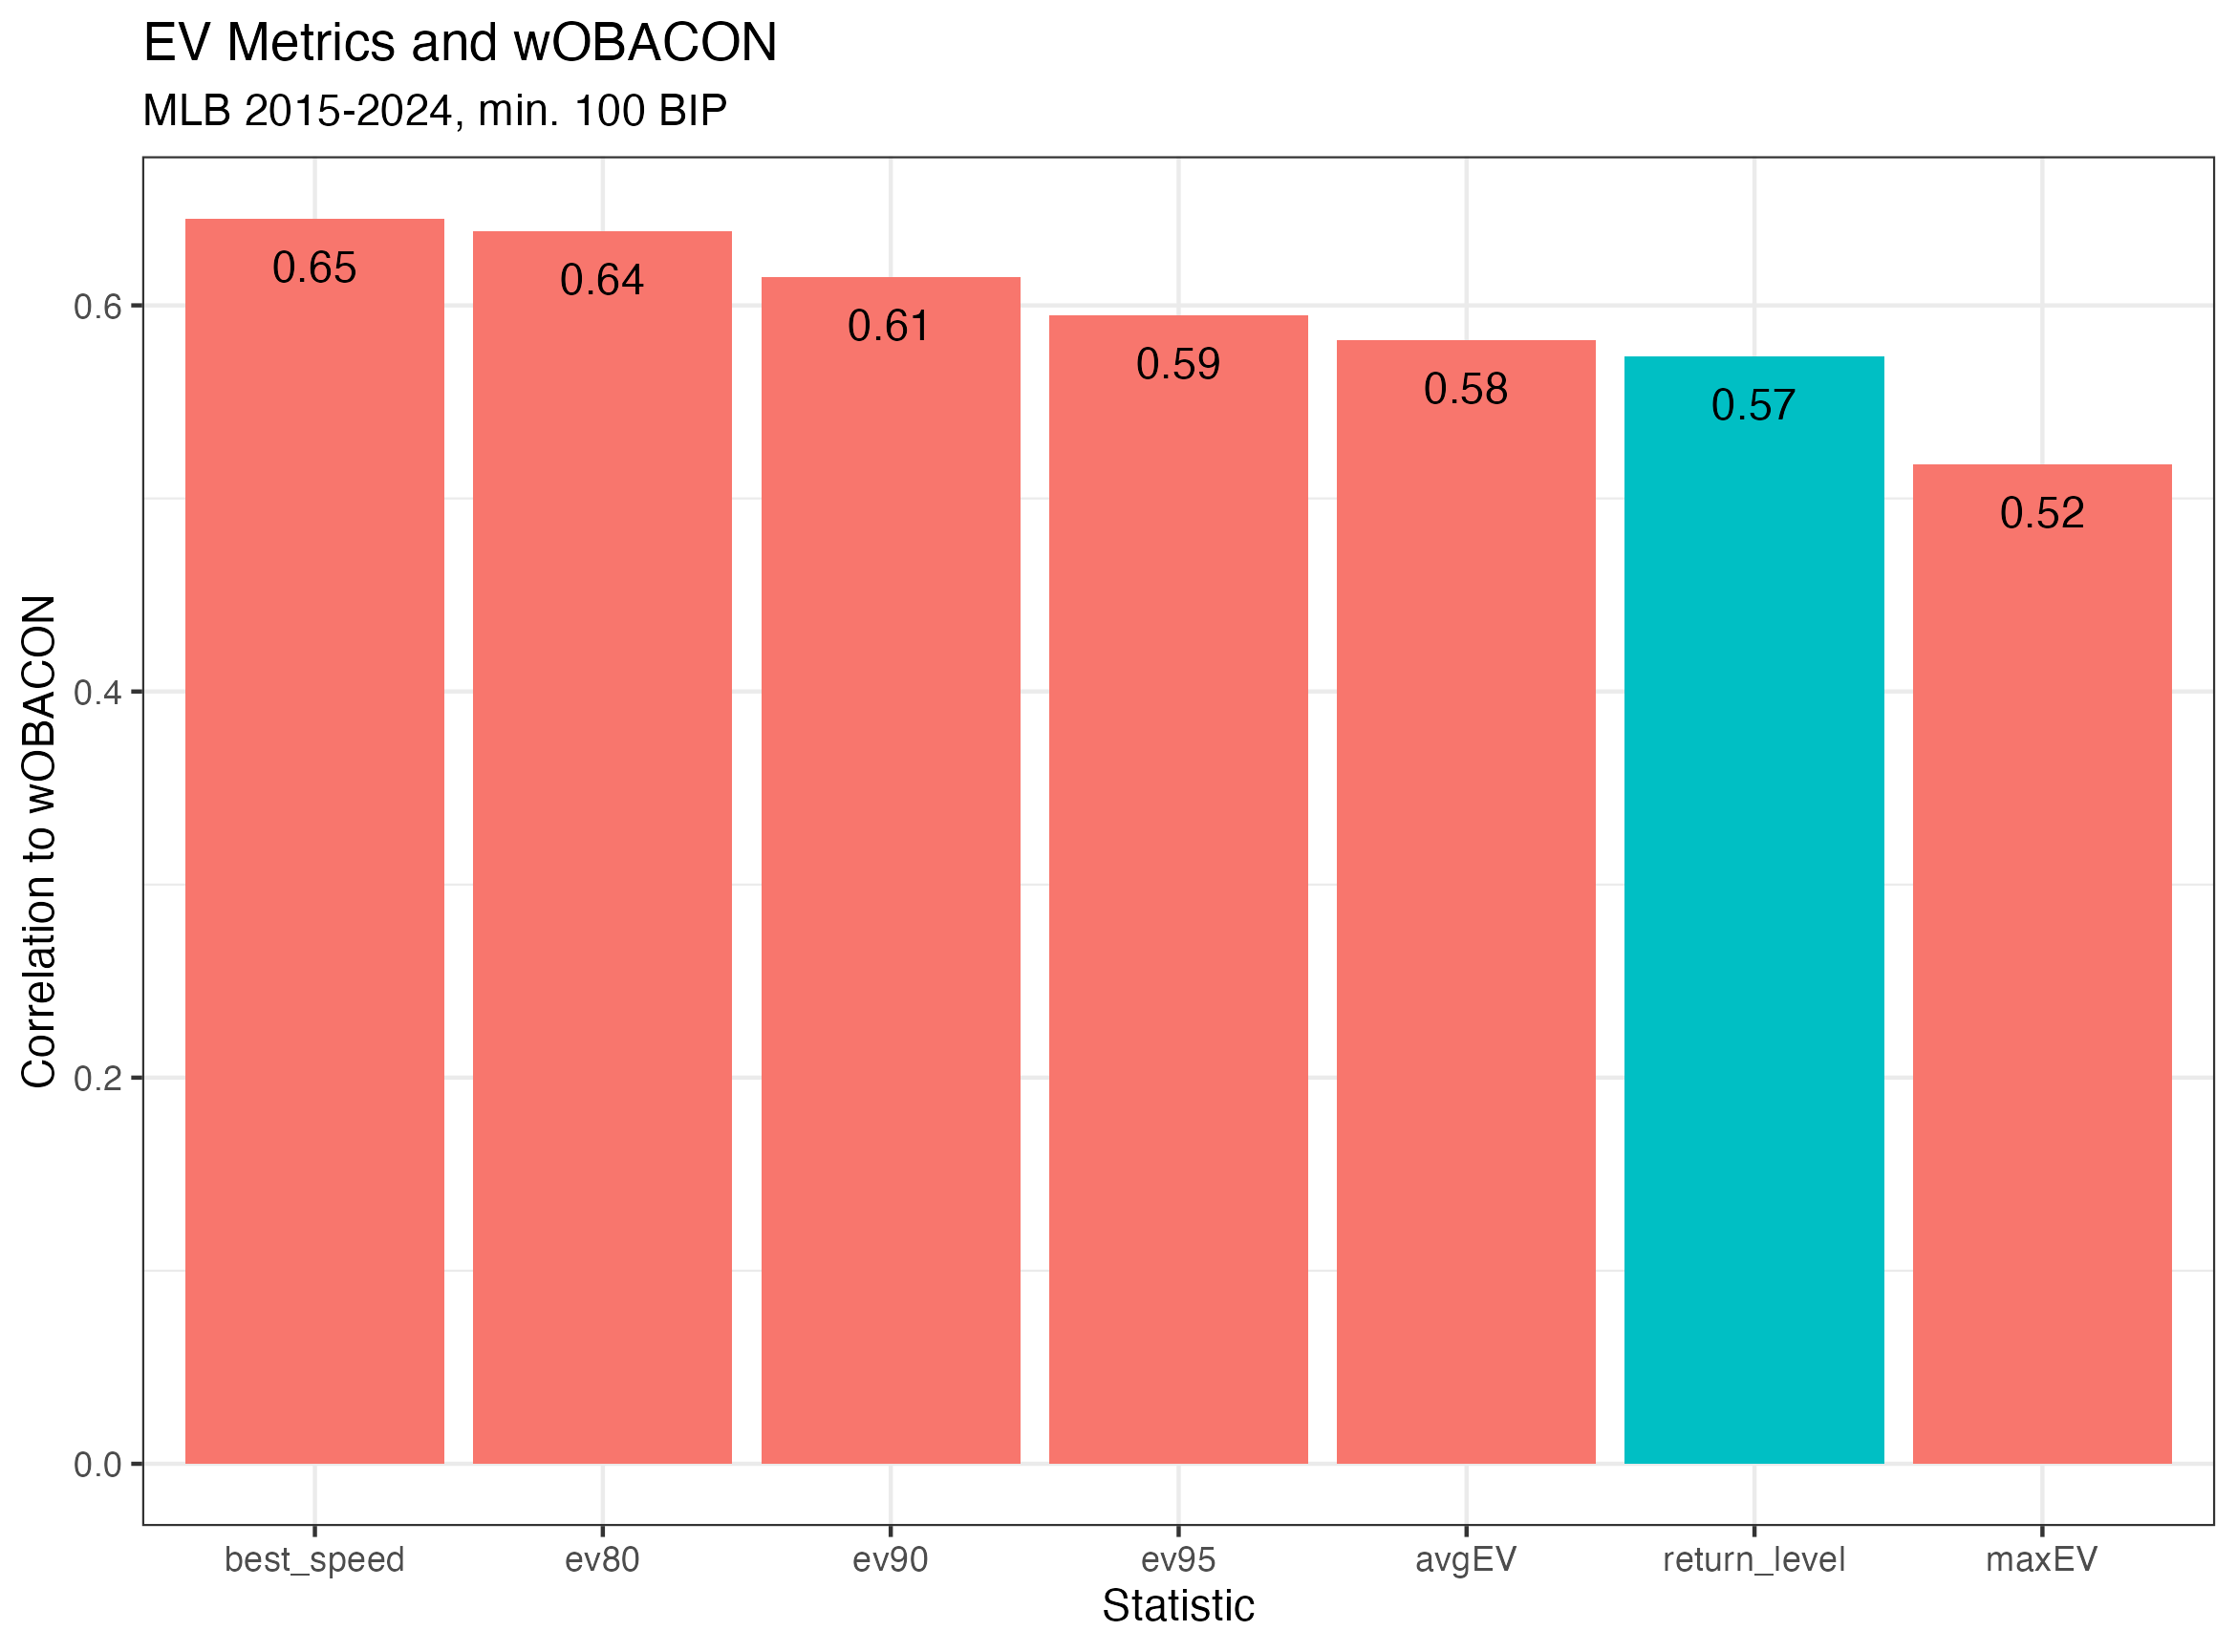 EV Metrics and wOBACON
MLB 2015-2024, min. 100 BIP
Correlation to wOBACON
0.6
0.4
0.2
0.0
0.65
0.64
0.61
0.59
0.58
0.57
0.52
best_speed
ev80
ev90
ev95
avgEV
return_level
maxEV
Statistic